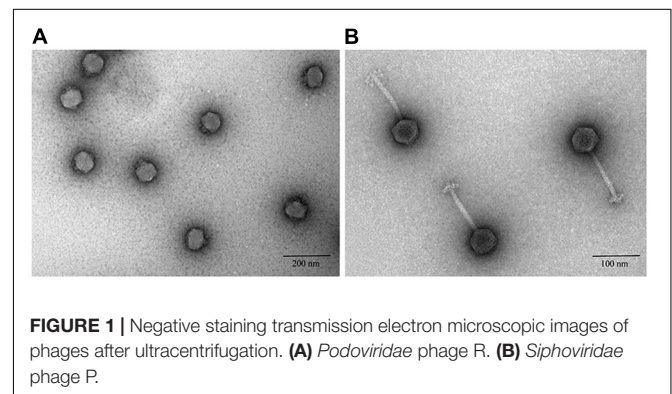 A
B
200 nm
100 nm
FIGURE 1 | Negative staining transmission electron microscopic images of
phages after ultracentrifugation. (A) Podoviridae phage R. (B) Siphoviridae
phage P.